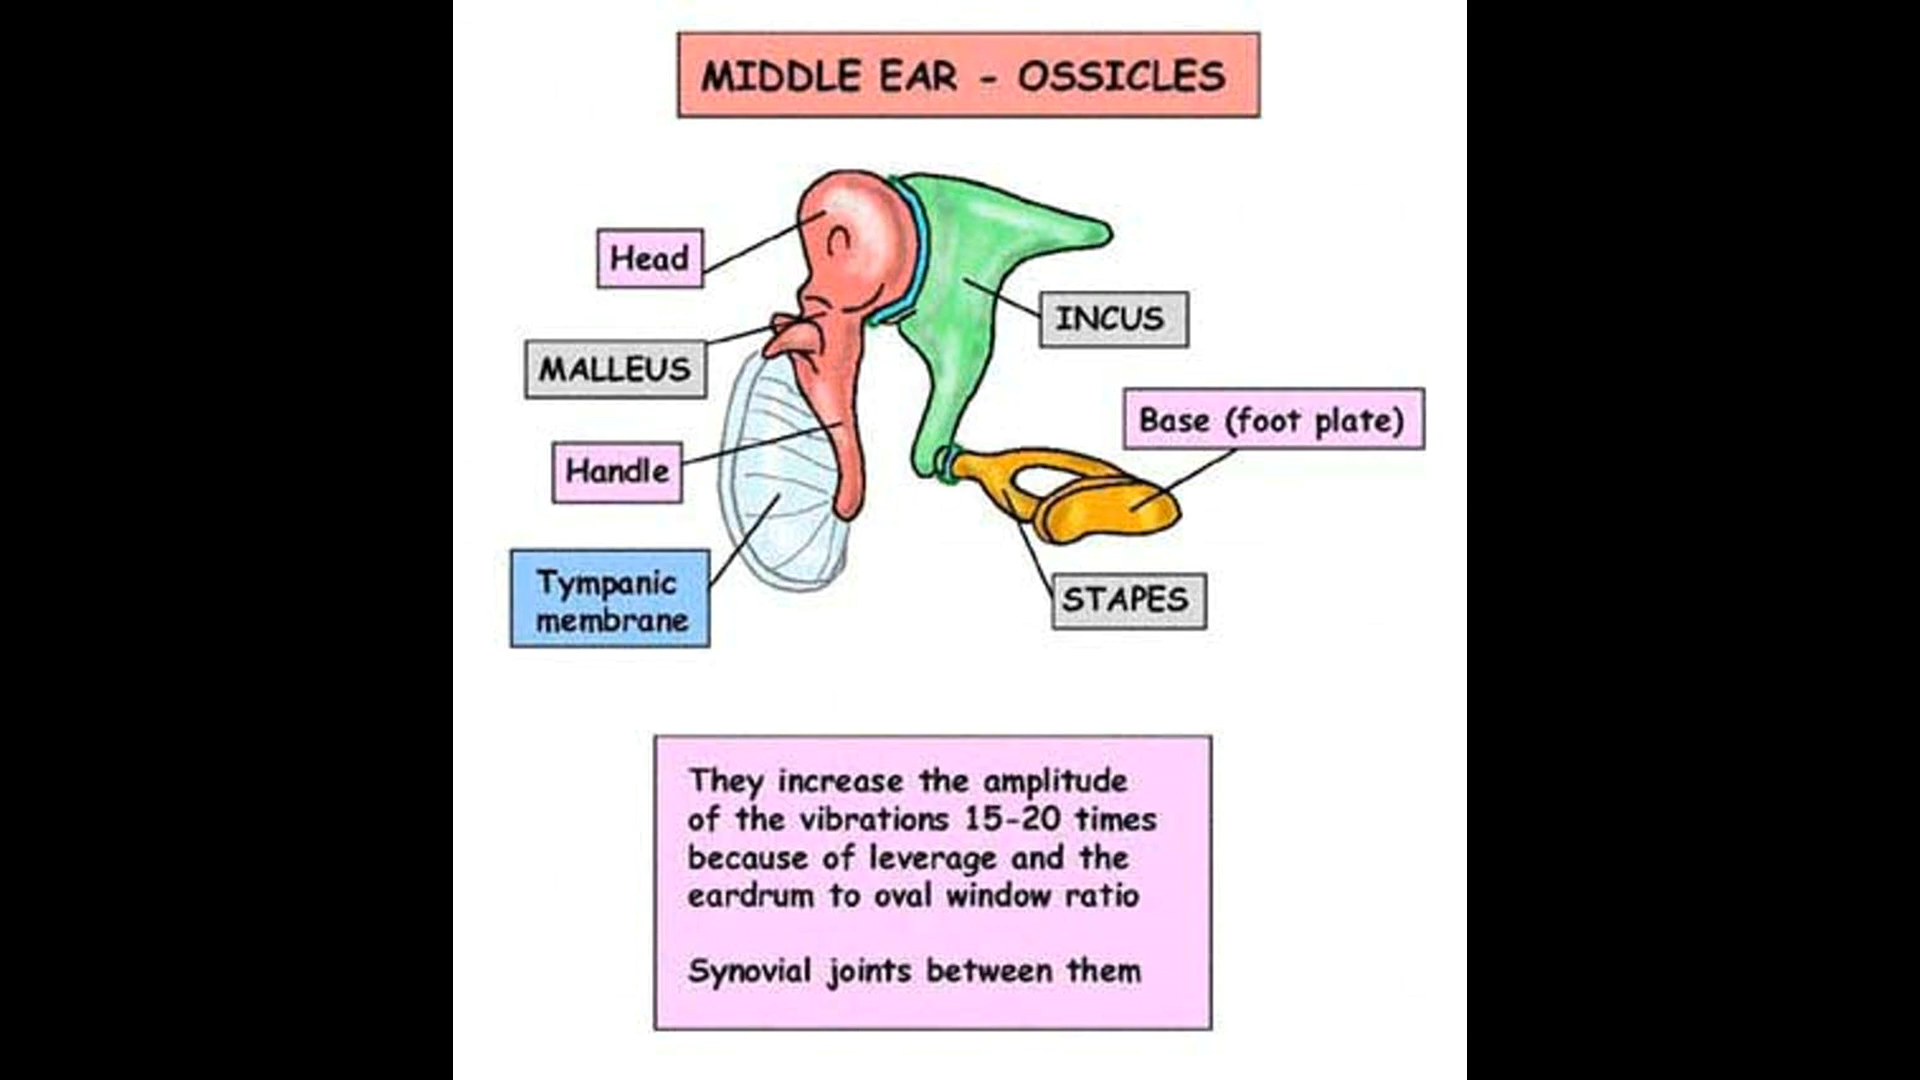 MIDDLE EAR - OSSICLES
Head
INCUS
MALLEUS
Base (foot plate)
Handle
Tympanic
membrane
STAPES
They increase the amplitude
of the vibrations 15-20 times
because of leverage and the
eardrum to oval window ratio
Synovial joints between them